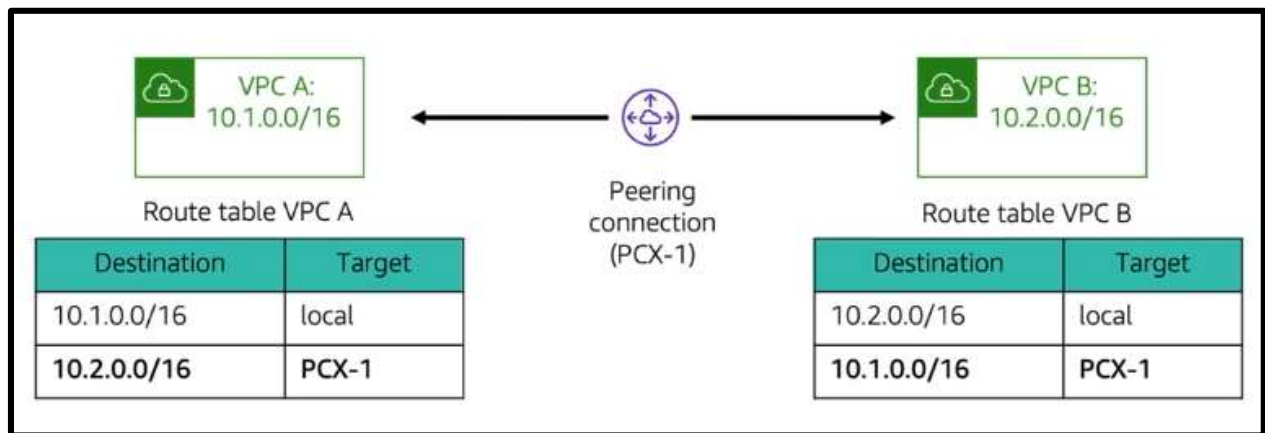 VPC A:
10.1.0.0/16
VPC B:
10.2.0.0/16
Peering
connection
(PCX-1)
Route table VPC A
Destination Target
10.1.0.0/16 local
10.2.0.0/16 PCX-1
Route table VPC B
Destination Target
10.2.0.0/16 local
10.1.0.0/16 PCX-1